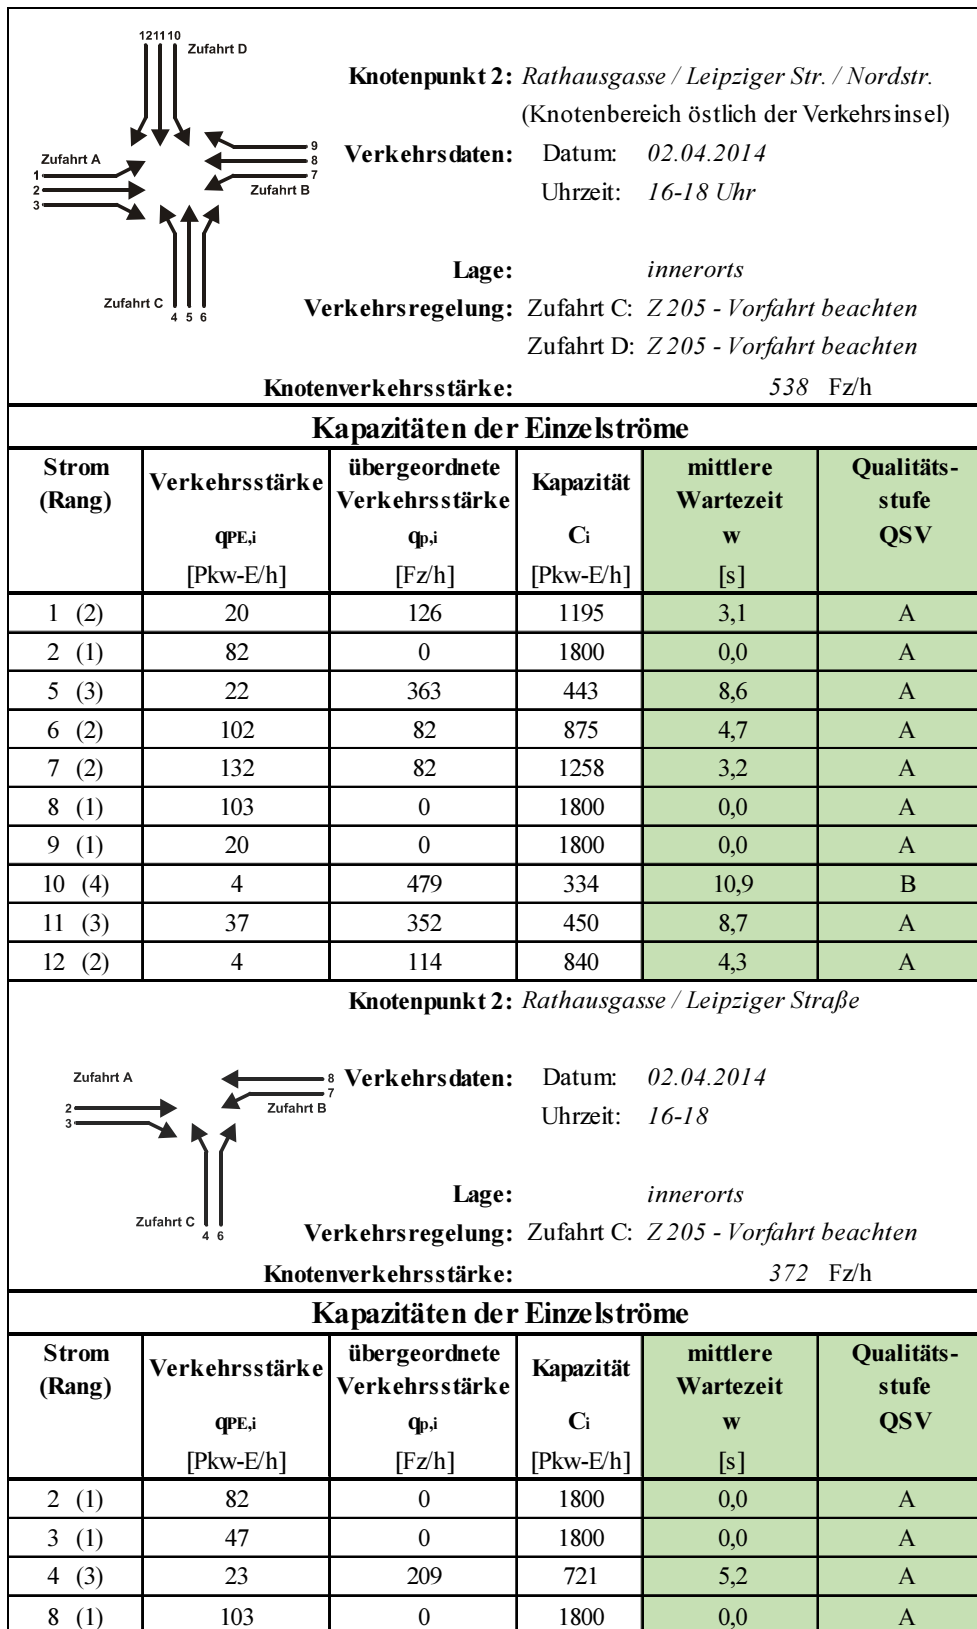 121110
Zufahrt D
Knotenpunkt 2: Rathausgasse / Leipziger Str. / Nordstr.
(Knotenbereich östlich der Verkehrsinsel)
9
Zufahrt A
8
Verkehrsdaten: Datum: 02.04.2014
1
7
2
Zufahrt B
Uhrzeit: 16-18 Uhr
3
Lage: innerorts
Zufahrt C
4 5 6
Verkehrsregelung: Zufahrt C: Z 205 - Vorfahrt beachten
Zufahrt D: Z 205 - Vorfahrt beachten
Knotenverkehrsstärke: 538 Fz/h
Kapazitäten der Einzelströme
Strom Verkehrsstärke übergeordnete Kapazität mittlere Qualitäts-
(Rang) Verkehrsstärke Wartezeit stufe
qPE,i qp,i Ci w QSV
[Pkw-E/h] [Fz/h] [Pkw-E/h] [s]
1 (2) 20 126 1195 3,1 A
2 (1) 82 0 1800 0,0 A
5 (3) 22 363 443 8,6 A
6 (2) 102 82 875 4,7 A
7 (2) 132 82 1258 3,2 A
8 (1) 103 0 1800 0,0 A
9 (1) 20 0 1800 0,0 A
10 (4) 4 479 334 10,9 B
11 (3) 37 352 450 8,7 A
12 (2) 4 114 840 4,3 A
Knotenpunkt 2: Rathausgasse / Leipziger Straße
Zufahrt A
8
Verkehrsdaten: Datum: 02.04.2014
7
2
Zufahrt B
Uhrzeit: 16-18
3
Lage: innerorts
Zufahrt C
4 6
Verkehrsregelung: Zufahrt C: Z 205 - Vorfahrt beachten
Knotenverkehrsstärke: 372 Fz/h
Kapazitäten der Einzelströme
Strom Verkehrsstärke übergeordnete Kapazität mittlere Qualitäts-
(Rang) Verkehrsstärke Wartezeit stufe
qPE,i qp,i Ci w QSV
[Pkw-E/h] [Fz/h] [Pkw-E/h] [s]
2 (1) 82 0 1800 0,0 A
3 (1) 47 0 1800 0,0 A
4 (3) 23 209 721 5,2 A
8 (1) 103 0 1800 0,0 A